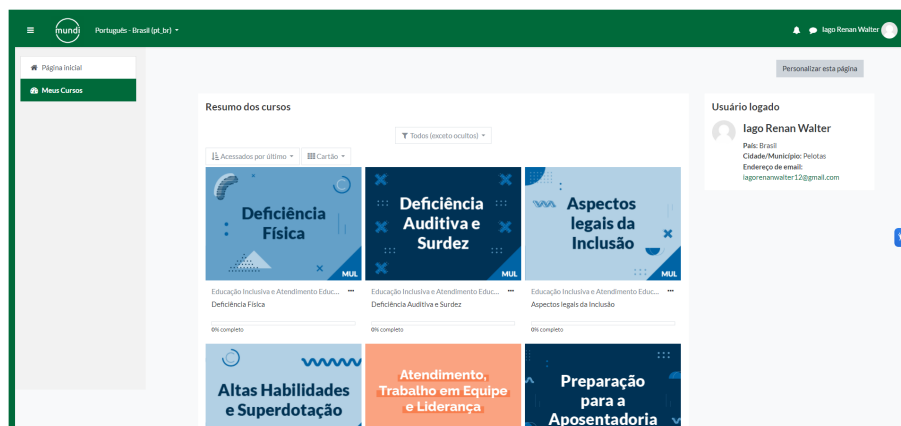 mundi
Português - Brasil (pt_br)
Iago Renan Walter
Página inicial
Meus Cursos
Personalizar esta página
Resumo dos cursos
Todos (exceto ocultos)
Acessados por último
Cartão
Deficiência
Física
MUL
Educação Inclusiva e Atendimento Educ...
Deficiência Física
0% completo
Deficiência
Auditiva e
Surdez
MUL
Educação Inclusiva e Atendimento Educ...
Deficiência Auditiva e Surdez
0% completo
Aspectos
legais da
Inclusão
MUL
Educação Inclusiva e Atendimento Educ...
Aspectos legais da Inclusão
0% completo
Altas Habilidades
e Superdotação
Atendimento,
Trabalho em Equipe
e Liderança
Preparação
para a
Aposentadoria
Usuário logado
Iago Renan Walter
País: Brasil
Cidade/Município: Pelotas
Endereço de email:
iagorenanwalter12@gmail.com